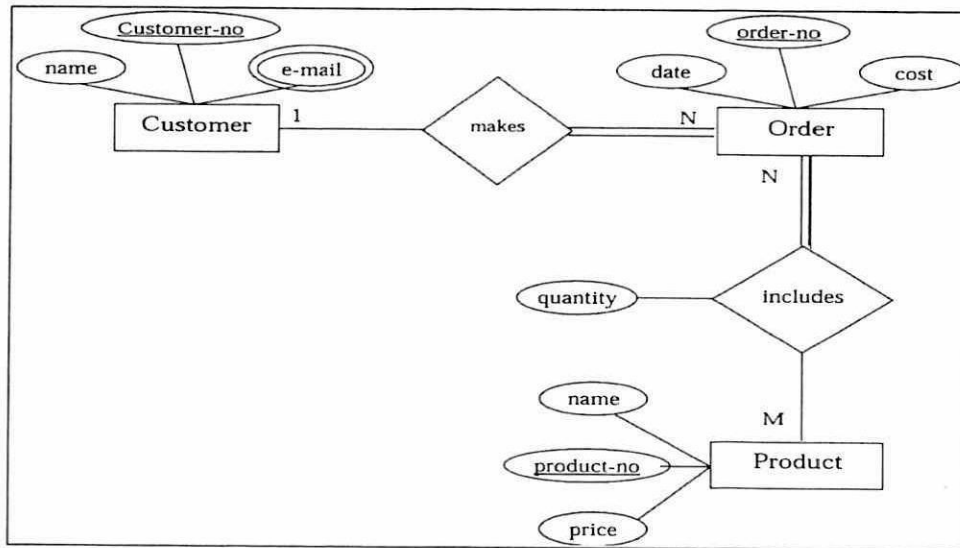 Customer-no
name
e-mail
Customer
1
makes
N
order-no
date
cost
Order
N
quantity
includes
name
M
product-no
Product
price